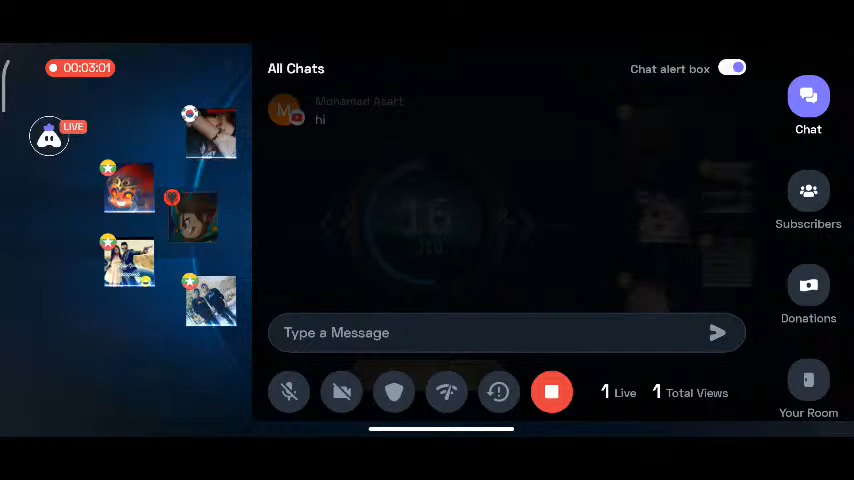 00:03:01
All Chats
Chat alert box
LIVE
M
Mohamad Asart
hi
Chat
16
Subscribers
Donations
Type a Message
1 Live
1 Total Views
Your Room